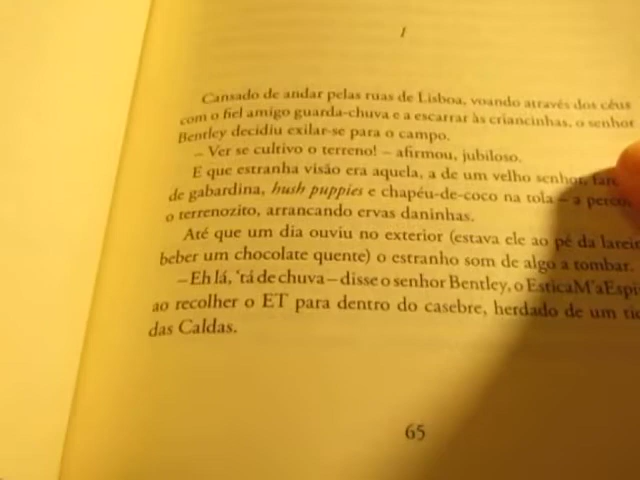 I
Cansado de andar pelas ruas de Lisboa, voando através dos céus
com o fiel amigo guarda-chuva e a escarrar às criancinhas, o senhor
Bentley decidiu exilar-se para o campo.
– Ver se cultivo o terreno! – afirmou, jubiloso.
E que estranha visão era aquela, a de um velho senhor,
de gabardina, hush puppies e chapéu-de-coco na tola – a
o terrenozito, arrancando ervas daninhas.
Até que um dia ouviu no exterior (estava ele ao pé da
beber um chocolate quente) o estranho som de algo a tombar.
– Eh lá, 'tá de chuva – disse o senhor Bentley, o
ao recolher o ET para dentro do casebre, herdado de um
das Caldas.
65